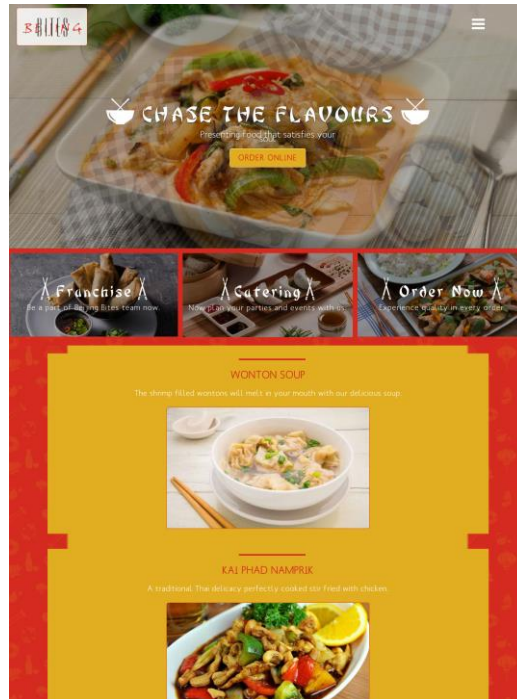 BEIJING
CHASE THE FLAVOURS
Presenting food that satisfies your
soul
ORDER ONLINE
Franchise
Be a part of Beijing Bites team now.
Catering
Now plan your parties and events with us.
Order Now
Experience quality in every order.
WONTON SOUP
The shrimp filled wontons will melt in your mouth with our delicious soup.
KAI PHAD NAMPRIK
A traditional Thai delicacy perfectly cooked stir fried with chicken.